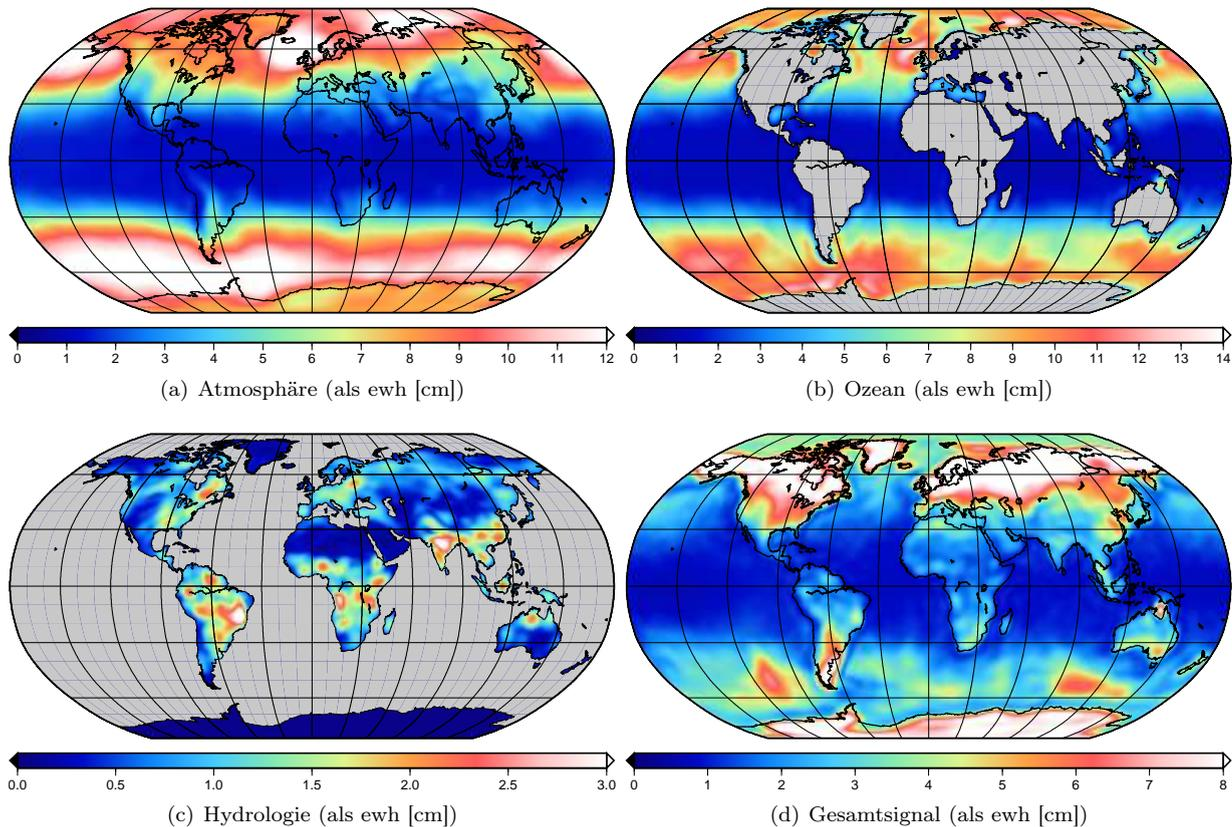 0 1 2 3 4 5 6 7 8 9 10 11 12
(a) Atmosphäre (als ewh [cm])
0 1 2 3 4 5 6 7 8 9 10 11 12 13 14
(b) Ozean (als ewh [cm])
0.0 0.5 1.0 1.5 2.0 2.5 3.0
(c) Hydrologie (als ewh [cm])
0 1 2 3 4 5 6 7 8
(d) Gesamtsignal (als ewh [cm])